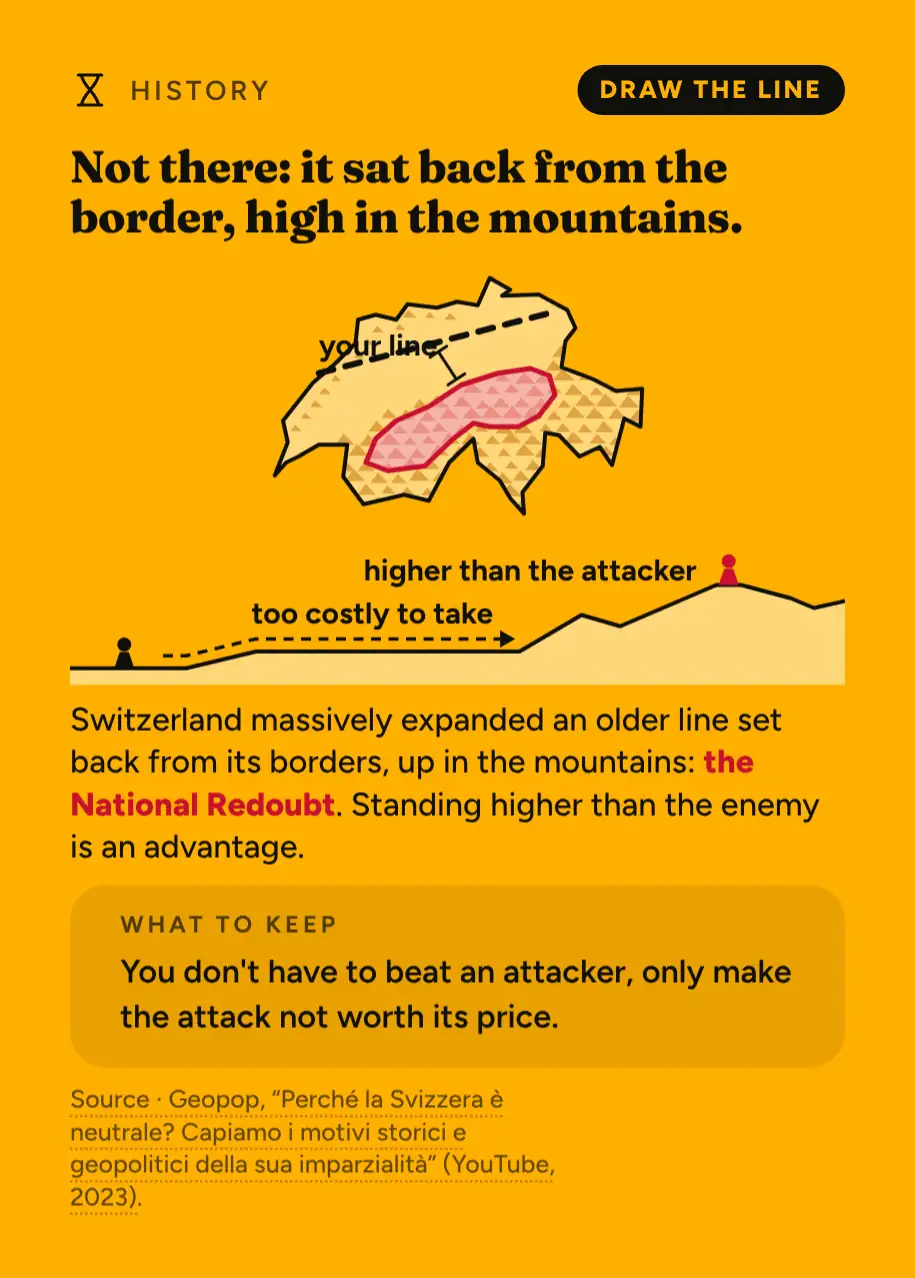 HISTORY
DRAW THE LINE
Not there: it sat back from the
border, high in the mountains.
your line
higher than the attacker
too costly to take
Switzerland massively expanded an older line set
back from its borders, up in the mountains: the
National Redoubt. Standing higher than the enemy
is an advantage.
WHAT TO KEEP
You don't have to beat an attacker, only make
the attack not worth its price.
Source · Geopop, “Perché la Svizzera è
neutrale? Capiamo i motivi storici e
geopolitici della sua imparzialità” (YouTube,
2023).